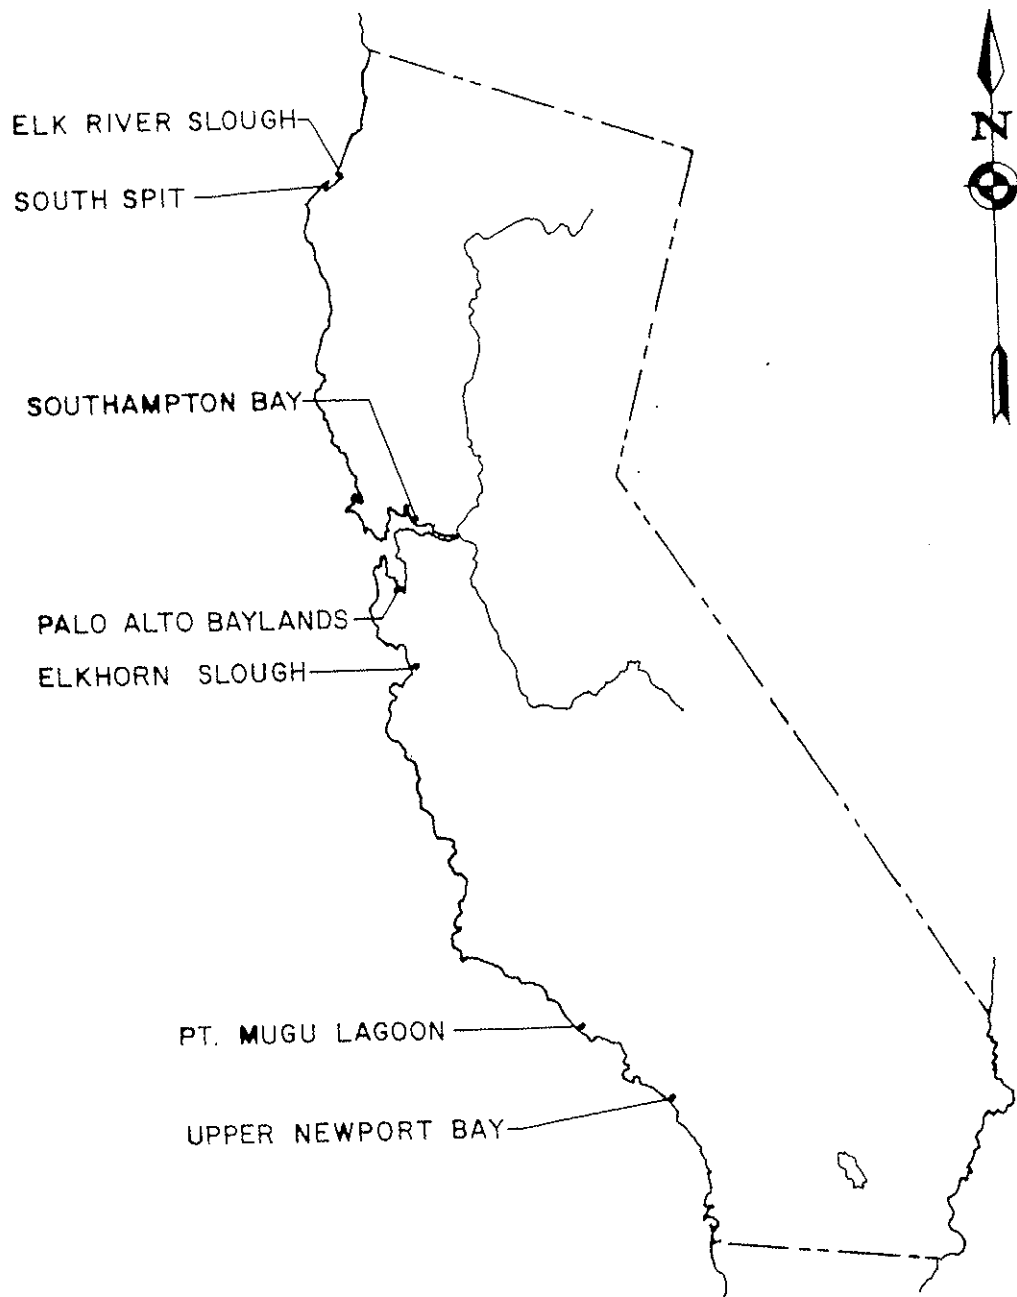 N
ELK RIVER SLOUGH
SOUTH SPIT
SOUTHAMPTON BAY
PALO ALTO BAYLANDS
ELKHORN SLOUGH
PT. MUGU LAGOON
UPPER NEWPORT BAY